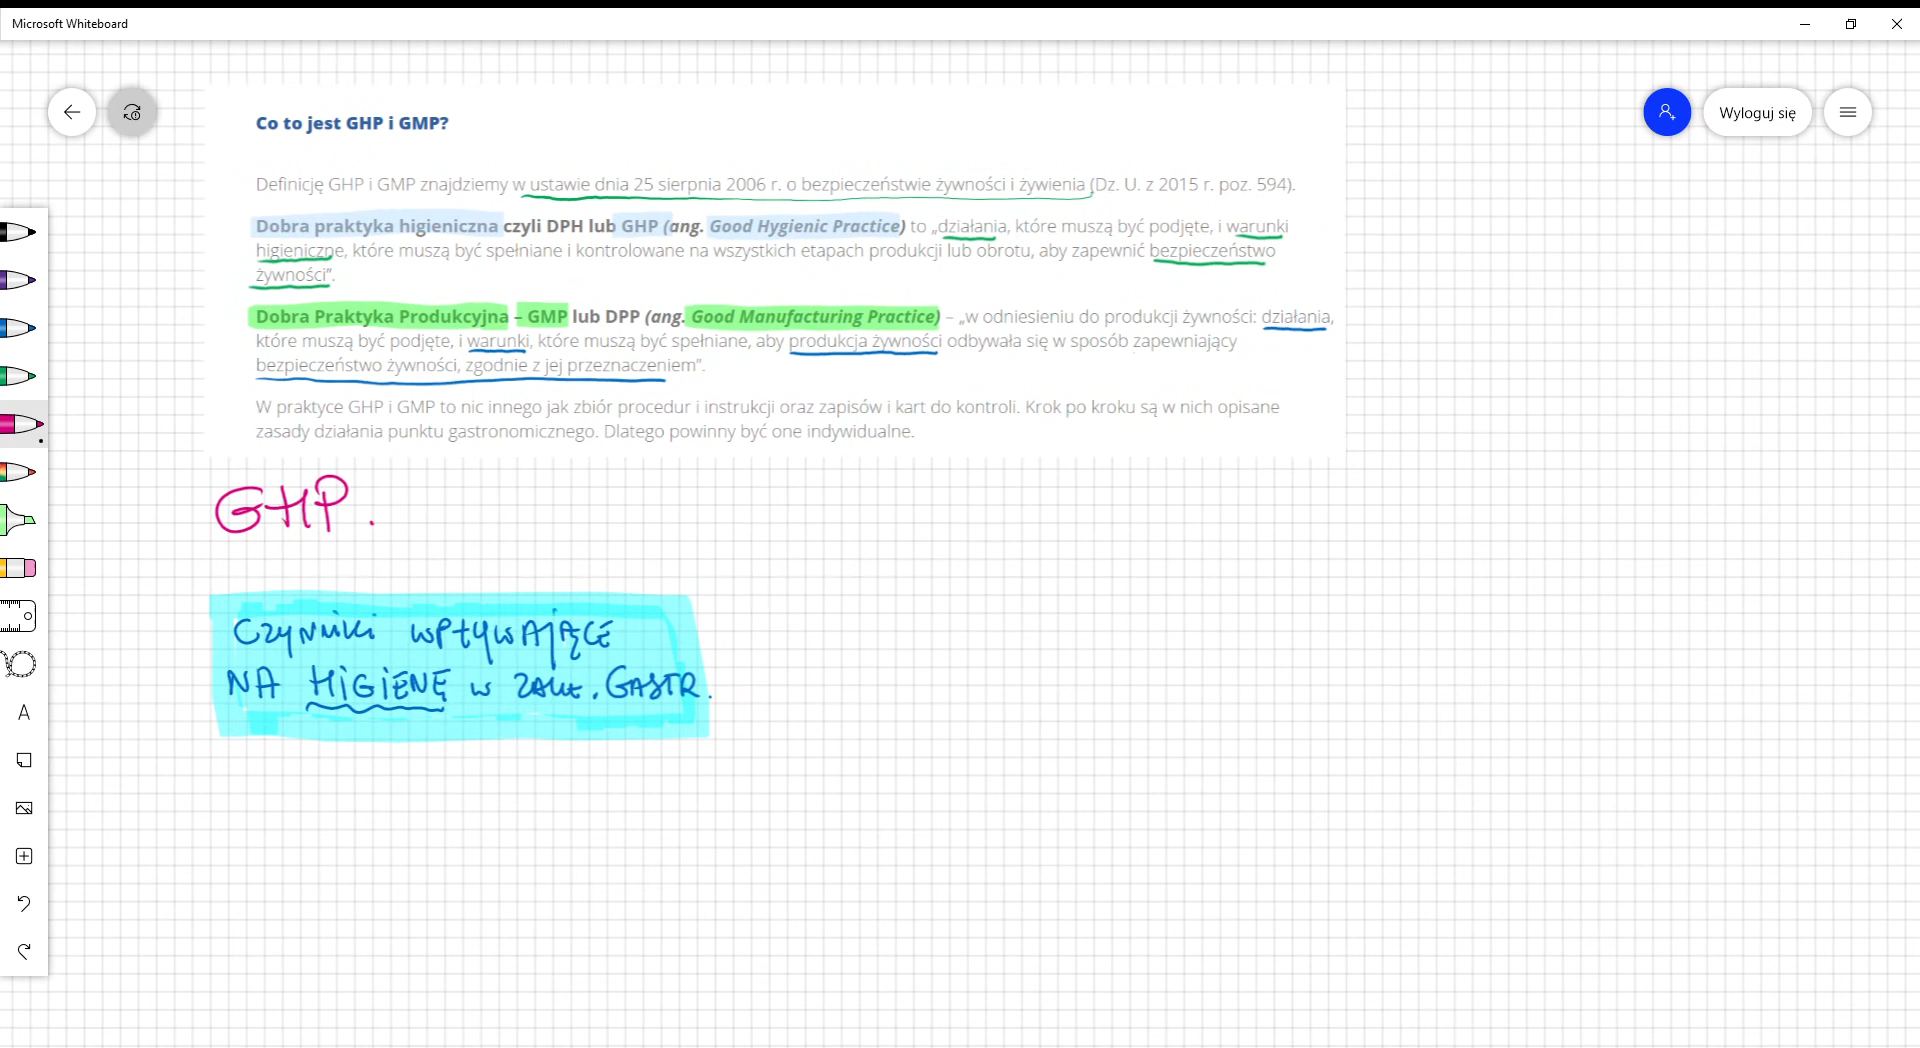 Microsoft Whiteboard
Wyloguj się
Co to jest GHP i GMP?
Definicję GHP i GMP znajdziemy w ustawie dnia 25 sierpnia 2006 r. o bezpieczeństwie żywności i żywienia (Dz. U. z 2015 r. poz. 594).
Dobra praktyka higieniczna czyli DPH lub GHP (ang. Good Hygienic Practice) to „działania, które muszą być podjęte, i warunki
higieniczne, które muszą być spełniane i kontrolowane na wszystkich etapach produkcji lub obrotu, aby zapewnić bezpieczeństwo
żywności”.
Dobra Praktyka Produkcyjna – GMP lub DPP (ang. Good Manufacturing Practice) – „w odniesieniu do produkcji żywności: działania,
które muszą być podjęte, i warunki, które muszą być spełniane, aby produkcja żywności odbywała się w sposób zapewniający
bezpieczeństwo żywności, zgodnie z jej przeznaczeniem”.
W praktyce GHP i GMP to nic innego jak zbiór procedur i instrukcji oraz zapisów i kart do kontroli. Krok po kroku są w nich opisane
zasady działania punktu gastronomicznego. Dlatego powinny być one indywidualne.
GHP.
CZYNNIKI WPŁYWAJĄCE
NA HIGIENĘ W ZAKŁ. GASTR.
A